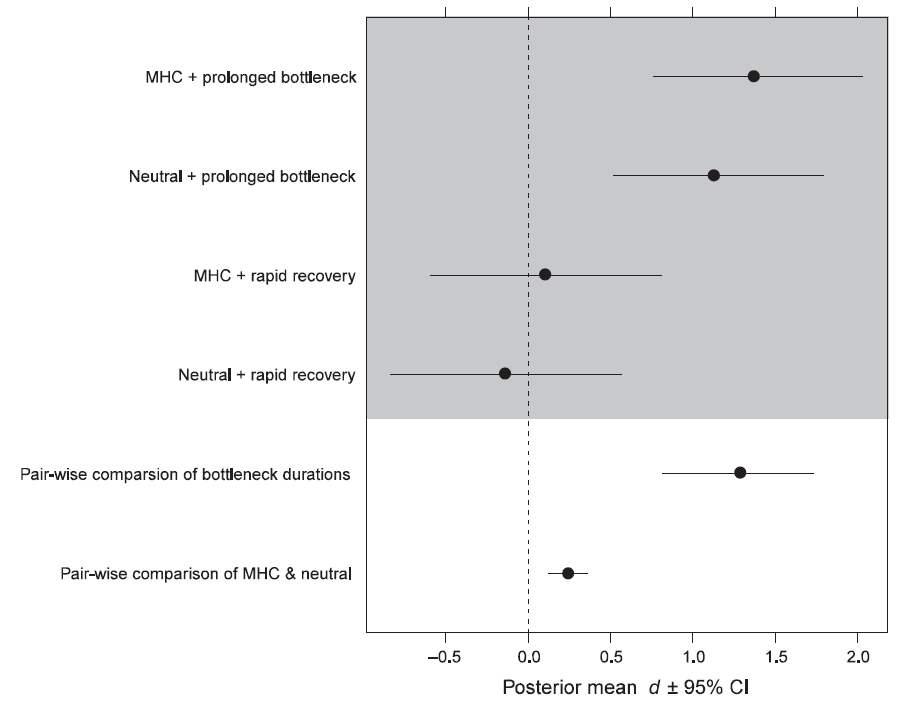 MHC + prolonged bottleneck
Neutral + prolonged bottleneck
MHC + rapid recovery
Neutral + rapid recovery
Pair-wise comparsion of bottleneck durations
Pair-wise comparison of MHC & neutral
–0.5 0.0 0.5 1.0 1.5 2.0
Posterior mean d ± 95% CI